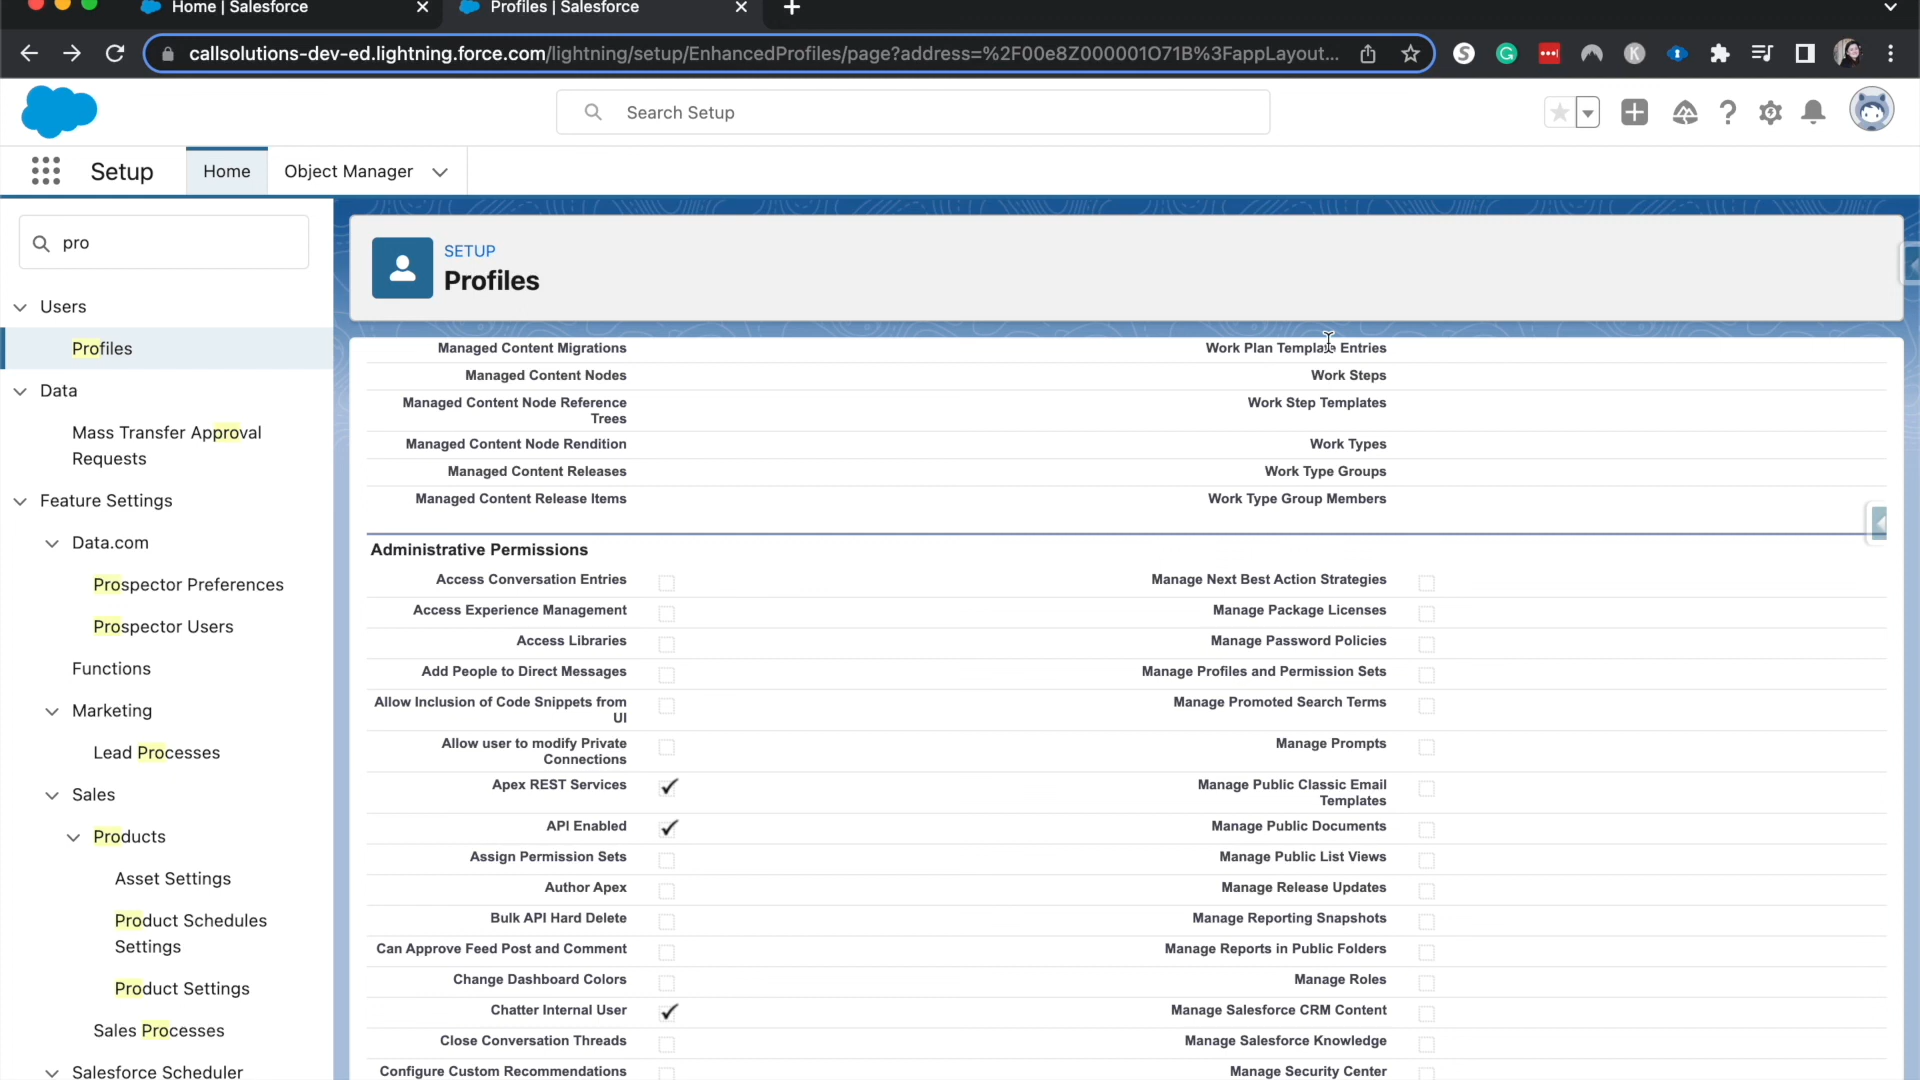 Home | Salesforce
Profiles | Salesforce
callsolutions-dev-ed.lightning.force.com/lightning/setup/EnhancedProfiles/page?address=%2F00e8Z000001O71B%3FappLayout...
Search Setup
Setup
Home
Object Manager
pro
Users
Profiles
Data
Mass Transfer Approval
Requests
Feature Settings
Data.com
Prospector Preferences
Prospector Users
Functions
Marketing
Lead Processes
Sales
Products
Asset Settings
Product Schedules
Settings
Product Settings
Sales Processes
Salesforce Scheduler
SETUP
Profiles
Managed Content Migrations
Work Plan Template Entries
Managed Content Nodes
Work Steps
Managed Content Node Reference
Trees
Work Step Templates
Managed Content Node Rendition
Work Types
Managed Content Releases
Work Type Groups
Managed Content Release Items
Work Type Group Members
Administrative Permissions
Access Conversation Entries
Manage Next Best Action Strategies
Access Experience Management
Manage Package Licenses
Access Libraries
Manage Password Policies
Add People to Direct Messages
Manage Profiles and Permission Sets
Allow Inclusion of Code Snippets from
UI
Manage Promoted Search Terms
Allow user to modify Private
Connections
Manage Prompts
Apex REST Services
Manage Public Classic Email
Templates
API Enabled
Manage Public Documents
Assign Permission Sets
Manage Public List Views
Author Apex
Manage Release Updates
Bulk API Hard Delete
Manage Reporting Snapshots
Can Approve Feed Post and Comment
Manage Reports in Public Folders
Change Dashboard Colors
Manage Roles
Chatter Internal User
Manage Salesforce CRM Content
Close Conversation Threads
Manage Salesforce Knowledge
Configure Custom Recommendations
Manage Security Center